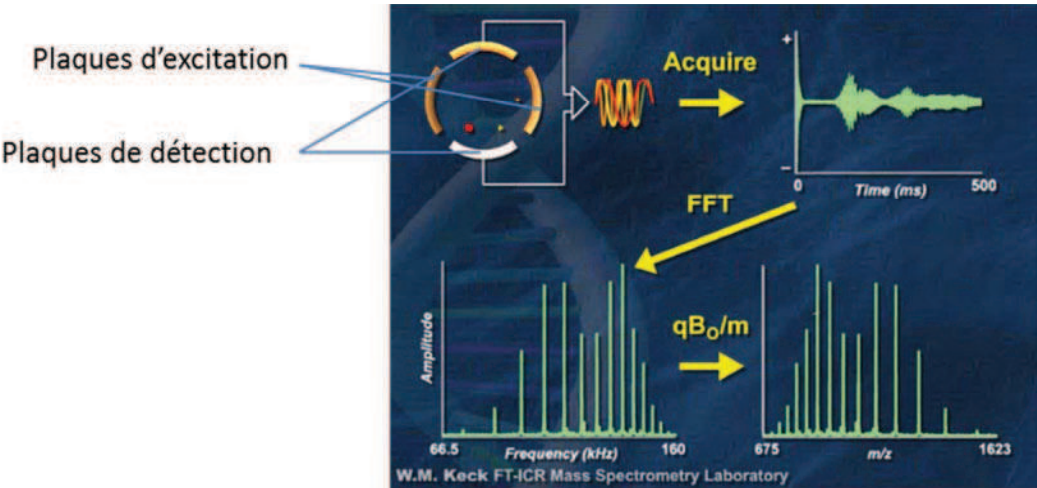 Plaques d'excitation
Plaques de détection
Acquire
+
–
0
Time (ms)
500
FFT
Amplitude
66.5
Frequency (kHz)
160
qB₀/m
675
m/z
1623
W.M. Keck FT-ICR Mass Spectrometry Laboratory